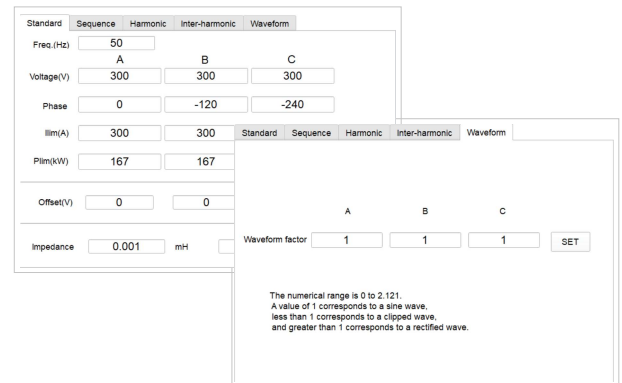 Standard Sequence Harmonic Inter-harmonic Waveform
Freq.(Hz) 50
A B C
Voltage(V) 300 300 300
Phase 0 -120 -240
Ilim(A) 300 300
Plim(kW) 167 167
Offset(V) 0 0
Impedance 0.001 mH
Standard Sequence Harmonic Inter-harmonic Waveform
A B C
Waveform factor 1 1 1 SET
The numerical range is 0 to 2.121.
A value of 1 corresponds to a sine wave,
less than 1 corresponds to a clipped wave,
and greater than 1 corresponds to a rectified wave.